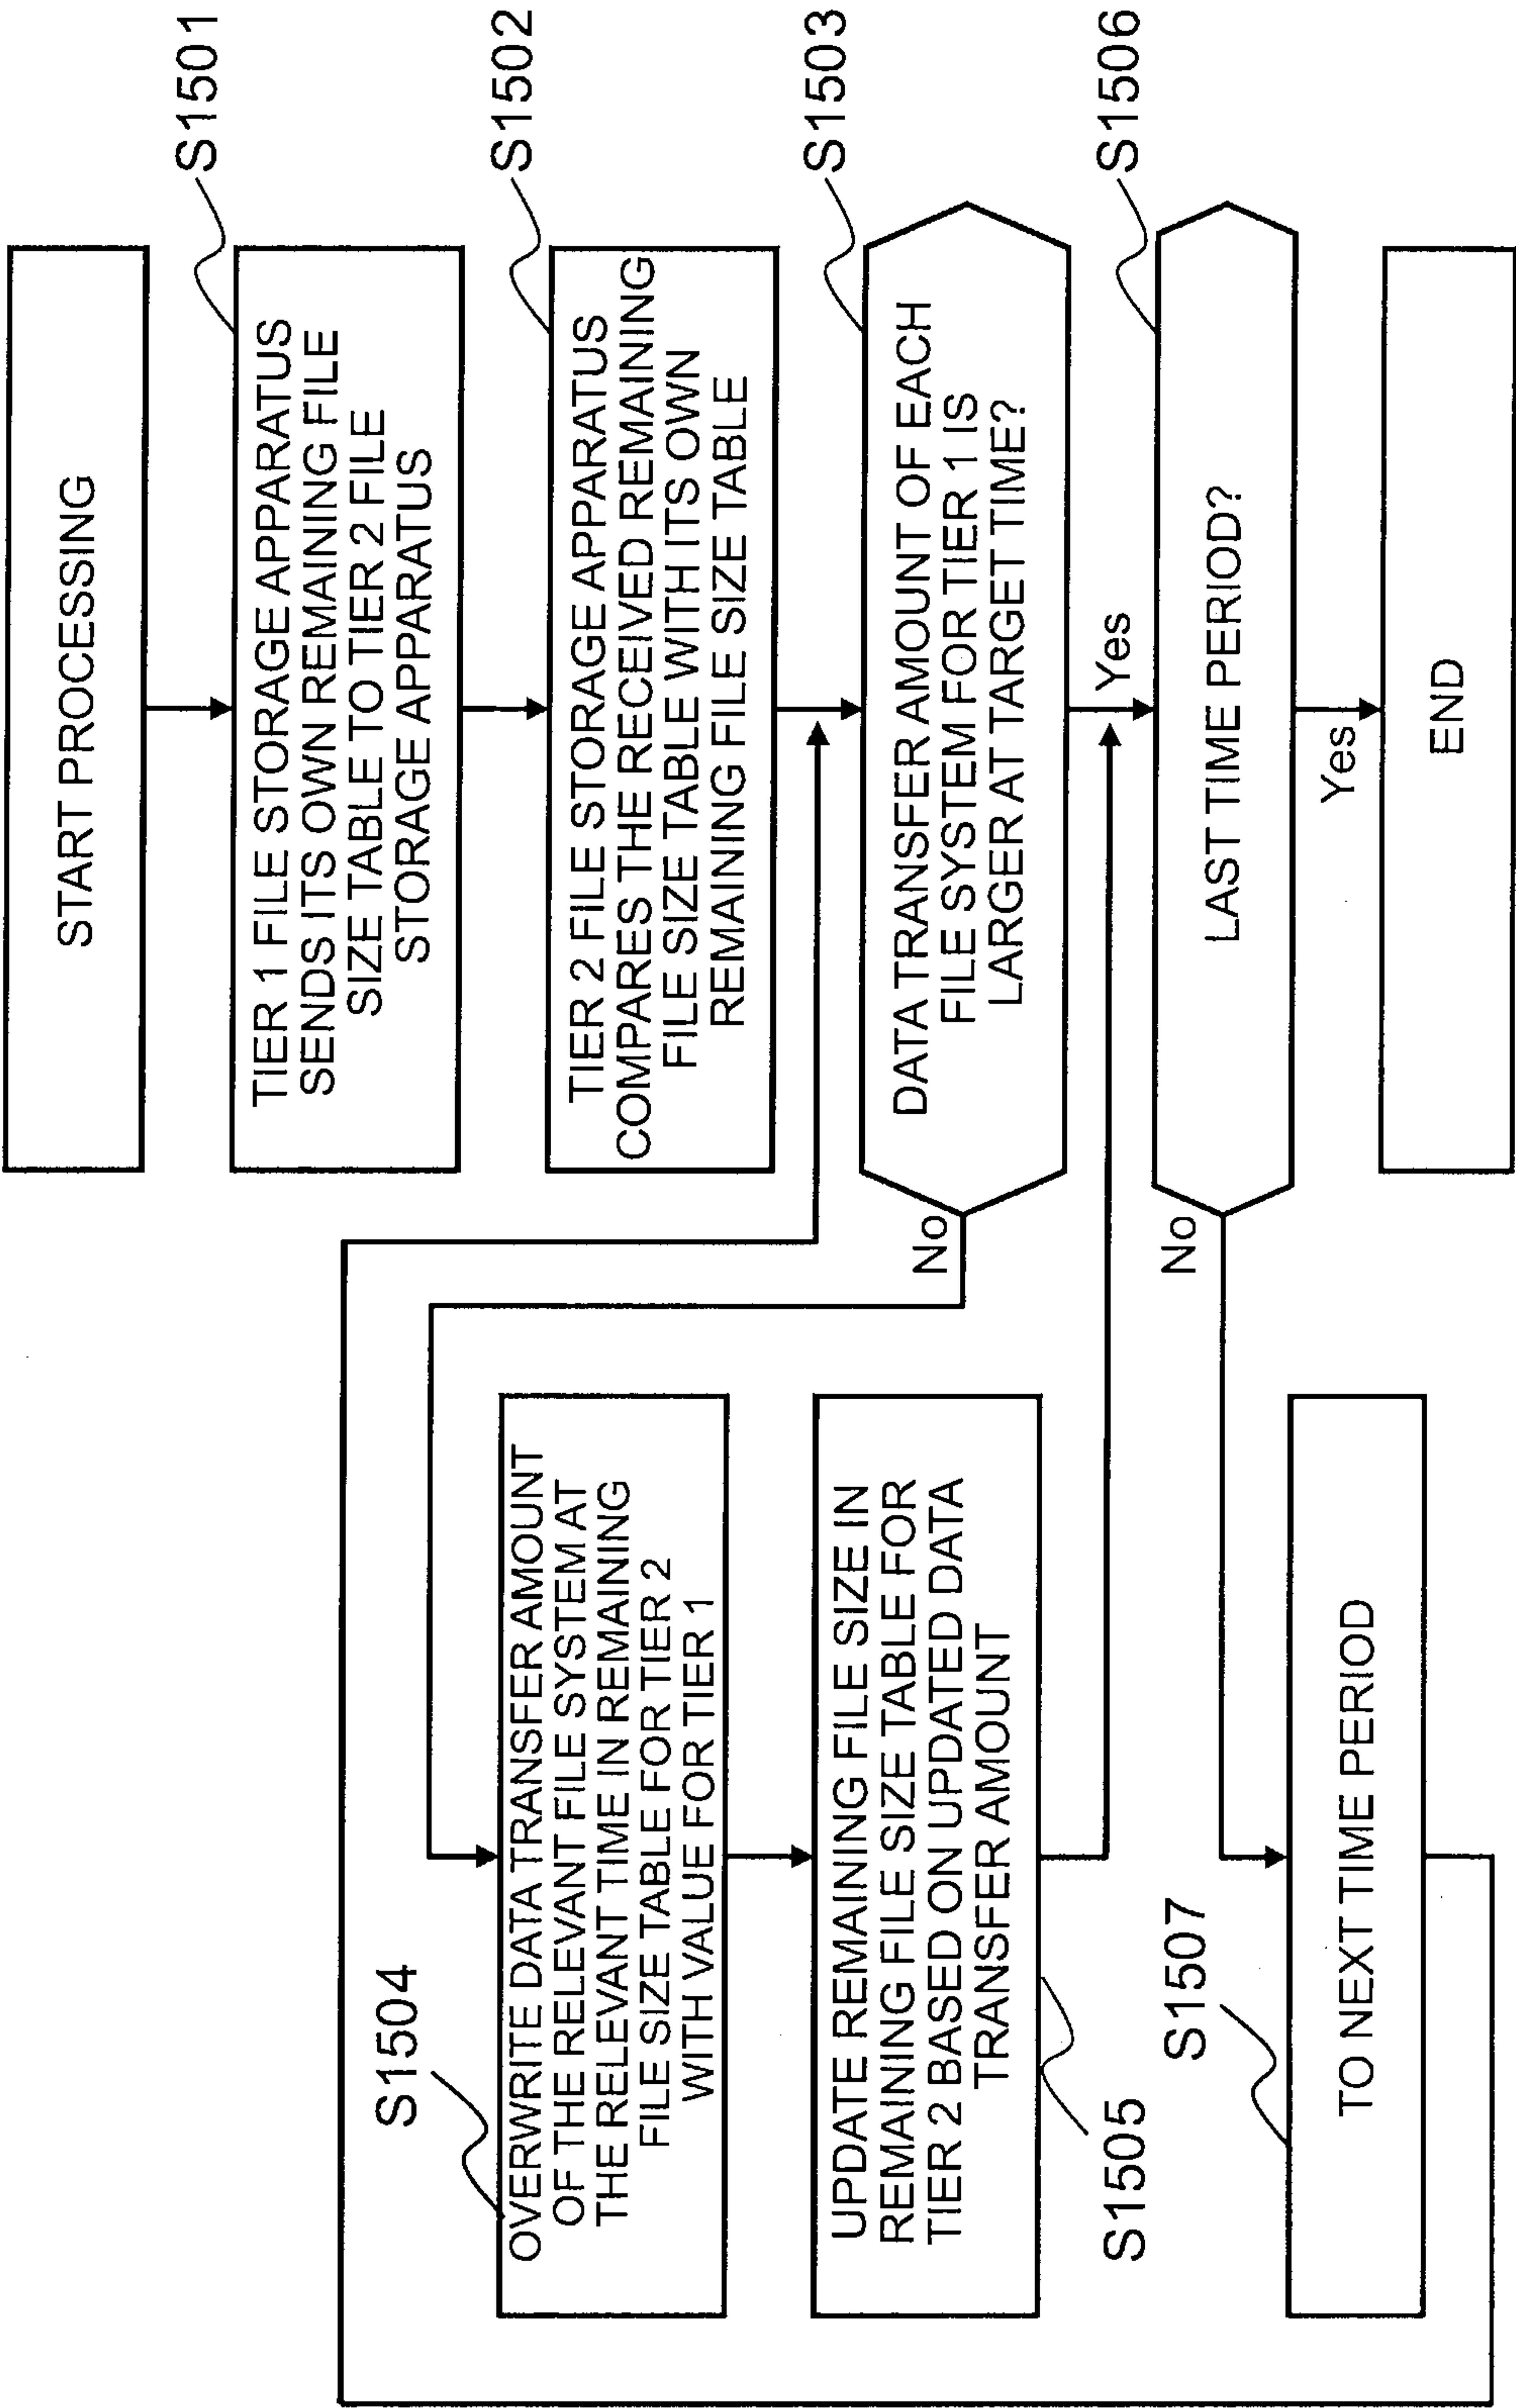 START PROCESSING
S1501
TIER 1 FILE STORAGE APPARATUS
SENDS ITS OWN REMAINING FILE
SIZE TABLE TO TIER 2 FILE
STORAGE APPARATUS
S1502
TIER 2 FILE STORAGE APPARATUS
COMPARES THE RECEIVED REMAINING
FILE SIZE TABLE WITH ITS OWN
REMAINING FILE SIZE TABLE
S1503
DATA TRANSFER AMOUNT OF EACH
FILE SYSTEM FOR TIER 1 IS
LARGER AT TARGET TIME?
No
Yes
S1504
OVERWRITE DATA TRANSFER AMOUNT
OF THE RELEVANT FILE SYSTEM AT
THE RELEVANT TIME IN REMAINING
FILE SIZE TABLE FOR TIER 2
WITH VALUE FOR TIER 1
UPDATE REMAINING FILE SIZE IN
REMAINING FILE SIZE TABLE FOR
TIER 2 BASED ON UPDATED DATA
TRANSFER AMOUNT
S1505
S1506
LAST TIME PERIOD?
No
Yes
S1507
TO NEXT TIME PERIOD
END